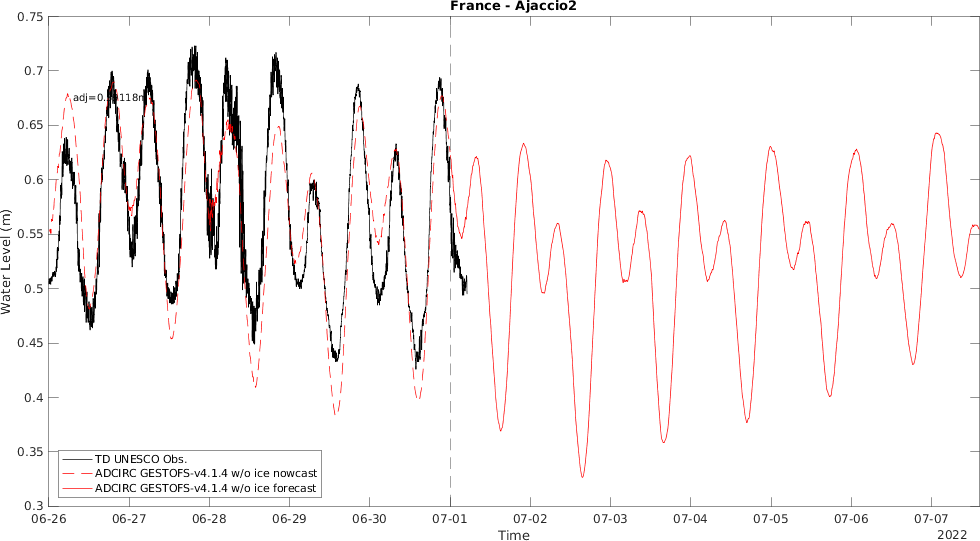 France - Ajaccio2
0.75
0.7
0.65
0.6
0.55
0.5
0.45
0.4
0.35
0.3
Water Level (m)
TD UNESCO Obs.
ADCIRC GESTOFS-v4.1.4 w/o ice nowcast
ADCIRC GESTOFS-v4.1.4 w/o ice forecast
06-26 06-27 06-28 06-29 06-30 07-01 07-02 07-03 07-04 07-05 07-06 07-07
Time
2022